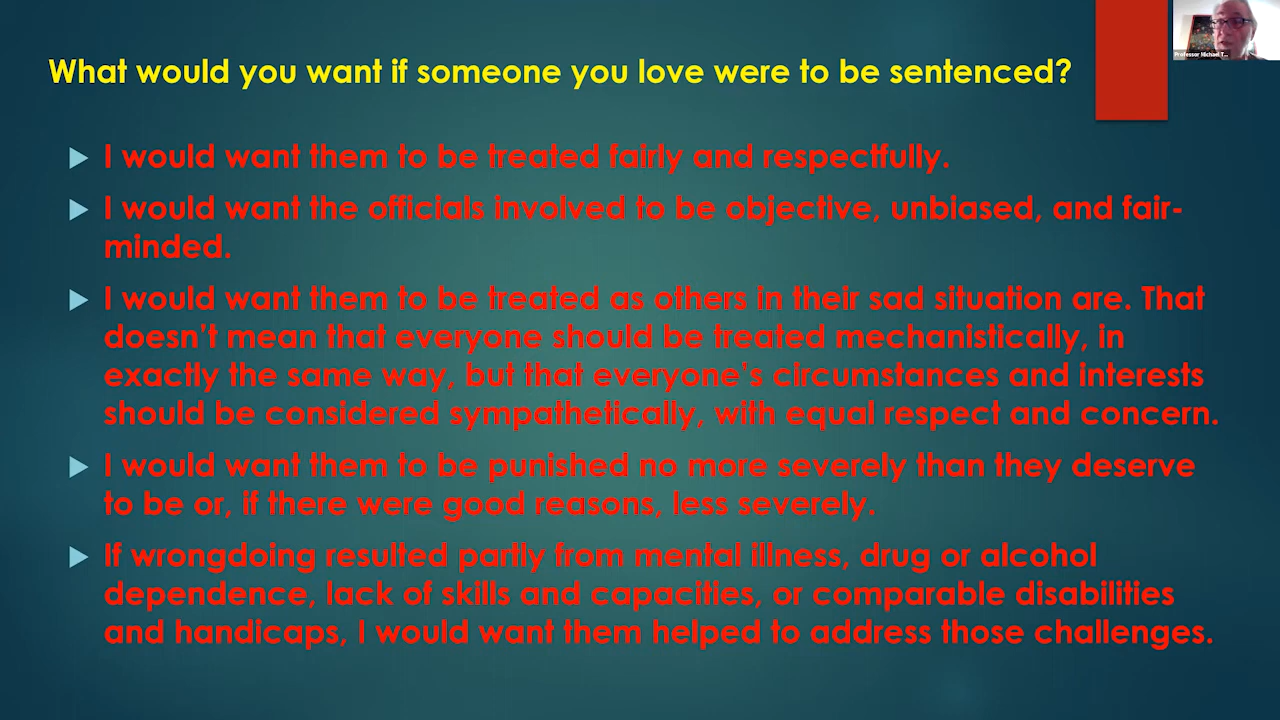 What would you want if someone you love were to be sentenced?
Professor Michael T...
I would want them to be treated fairly and respectfully.
I would want the officials involved to be objective, unbiased, and fair-
minded.
I would want them to be treated as others in their sad situation are. That
doesn't mean that everyone should be treated mechanistically, in
exactly the same way, but that everyone's circumstances and interests
should be considered sympathetically, with equal respect and concern.
I would want them to be punished no more severely than they deserve
to be or, if there were good reasons, less severely.
If wrongdoing resulted partly from mental illness, drug or alcohol
dependence, lack of skills and capacities, or comparable disabilities
and handicaps, I would want them helped to address those challenges.